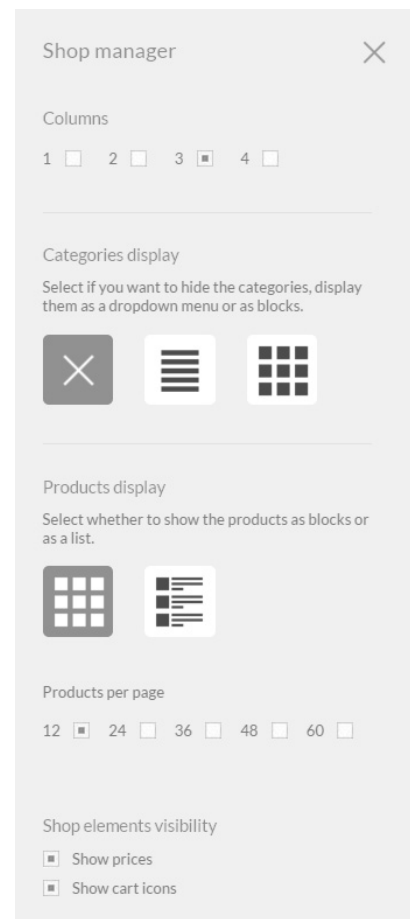 Shop manager
Columns
1 2 3 4
Categories display
Select if you want to hide the categories, display
them as a dropdown menu or as blocks.
Products display
Select whether to show the products as blocks or
as a list.
Products per page
12 24 36 48 60
Shop elements visibility
Show prices
Show cart icons